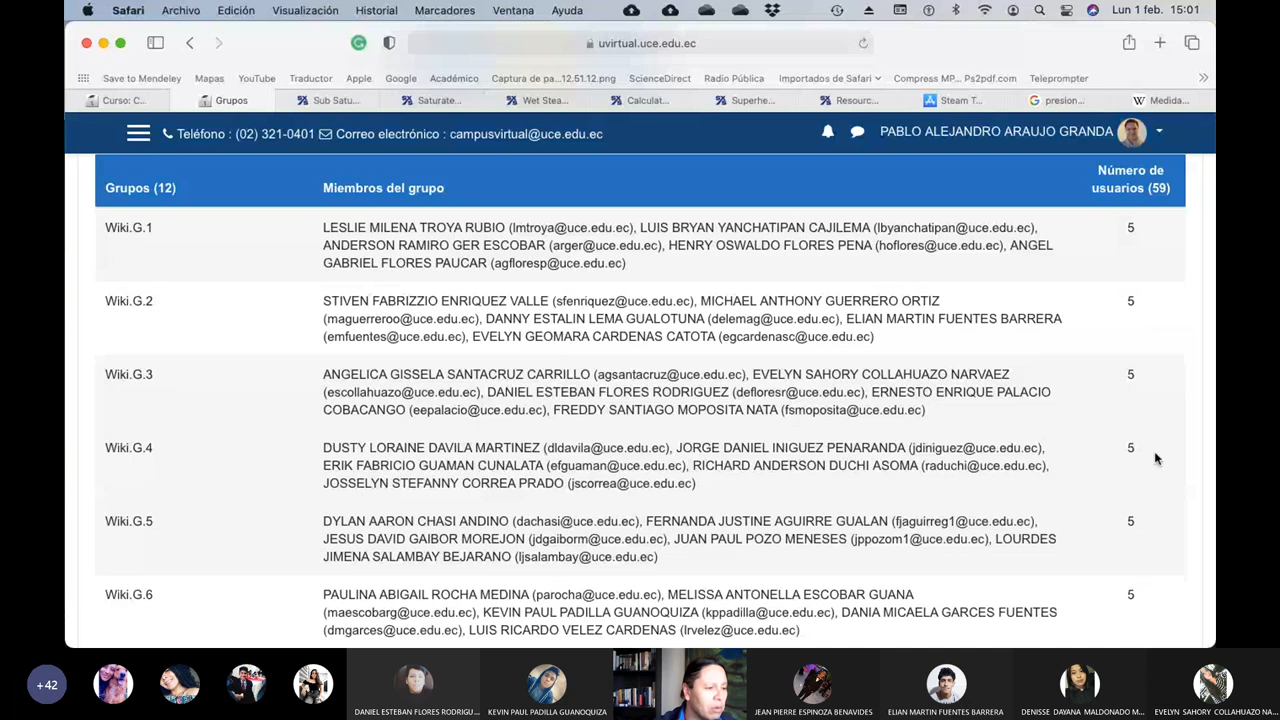 Safari Archivo Edición Visualización Historial Marcadores Ventana Ayuda Lun 1 feb. 15:01
uvirtual.uce.edu.ec
Save to Mendeley Mapas YouTube Traductor Apple Google Académico Captura de pa...12.51.12.png ScienceDirect Radio Pública Importados de Safari Compress MP... Ps2pdf.com Teleprompter
Curso: C... Grupos Sub Satu... Saturate... Wet Stea... Calculat... Superhe... Resourc... Steam T... presion... Medida...
Teléfono : (02) 321-0401 Correo electrónico : campusvirtual@uce.edu.ec PABLO ALEJANDRO ARAUJO GRANDA
Grupos (12) Miembros del grupo Número de
usuarios (59)
Wiki.G.1 LESLIE MILENA TROYA RUBIO (lmtroya@uce.edu.ec), LUIS BRYAN YANCHATIPAN CAJILEMA (lbyanchatipan@uce.edu.ec), 5
ANDERSON RAMIRO GER ESCOBAR (arger@uce.edu.ec), HENRY OSWALDO FLORES PENA (hoflores@uce.edu.ec), ANGEL
GABRIEL FLORES PAUCAR (agfloresp@uce.edu.ec)
Wiki.G.2 STIVEN FABRIZZIO ENRIQUEZ VALLE (sfenriquez@uce.edu.ec), MICHAEL ANTHONY GUERRERO ORTIZ 5
(maguerreroo@uce.edu.ec), DANNY ESTALIN LEMA GUALOTUNA (delemag@uce.edu.ec), ELIAN MARTIN FUENTES BARRERA
(emfuentes@uce.edu.ec), EVELYN GEOMARA CARDENAS CATOTA (egcardenasc@uce.edu.ec)
Wiki.G.3 ANGELICA GISSELA SANTACRUZ CARRILLO (agsantacruz@uce.edu.ec), EVELYN SAHORY COLLAHUAZO NARVAEZ 5
(escollahuazo@uce.edu.ec), DANIEL ESTEBAN FLORES RODRIGUEZ (defloresr@uce.edu.ec), ERNESTO ENRIQUE PALACIO
COBACANGO (eepalacio@uce.edu.ec), FREDDY SANTIAGO MOPOSITA NATA (fsmoposita@uce.edu.ec)
Wiki.G.4 DUSTY LORAINE DAVILA MARTINEZ (dldavila@uce.edu.ec), JORGE DANIEL INIGUEZ PENARANDA (jdiniguez@uce.edu.ec), 5
ERIK FABRICIO GUAMAN CUNALATA (efguaman@uce.edu.ec), RICHARD ANDERSON DUCHI ASOMA (raduchi@uce.edu.ec),
JOSSELYN STEFANNY CORREA PRADO (jscorrea@uce.edu.ec)
Wiki.G.5 DYLAN AARON CHASI ANDINO (dachasi@uce.edu.ec), FERNANDA JUSTINE AGUIRRE GUALAN (fjaguirreg1@uce.edu.ec), 5
JESUS DAVID GAIBOR MOREJON (jdgaiborm@uce.edu.ec), JUAN PAUL POZO MENESES (jppozom1@uce.edu.ec), LOURDES
JIMENA SALAMBAY BEJARANO (ljsalambay@uce.edu.ec)
Wiki.G.6 PAULINA ABIGAIL ROCHA MEDINA (parocha@uce.edu.ec), MELISSA ANTONELLA ESCOBAR GUANA 5
(maescobarg@uce.edu.ec), KEVIN PAUL PADILLA GUANOQUIZA (kppadilla@uce.edu.ec), DANIA MICAELA GARCES FUENTES
(dmgarces@uce.edu.ec), LUIS RICARDO VELEZ CARDENAS (lrvelez@uce.edu.ec)
+42 DANIEL ESTEBAN FLORES RODRIGU... KEVIN PAUL PADILLA GUANOQUIZA JEAN PIERRE ESPINOZA BENAVIDES ELIAN MARTIN FUENTES BARRERA DENISSE DAYANA MALDONADO M... EVELYN SAHORY COLLAHUAZO NA...